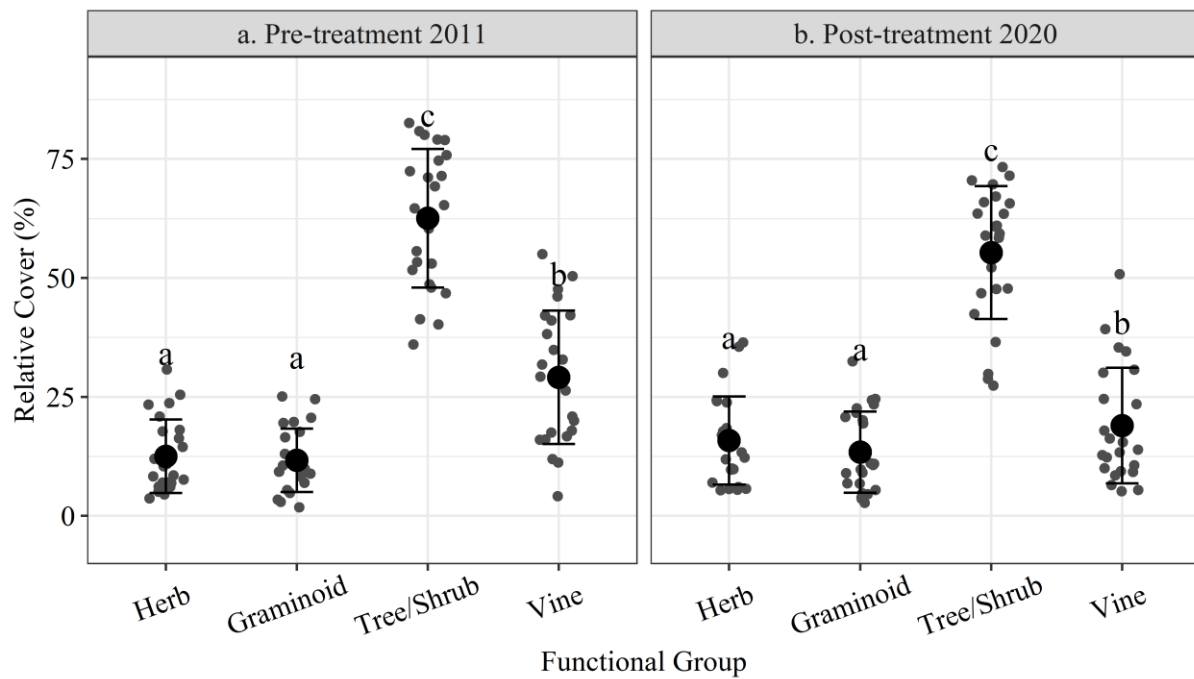 a. Pre-treatment 2011
b. Post-treatment 2020
Relative Cover (%)
75
50
25
0
a
a
c
b
a
a
c
b
Herb
Graminoid
Tree/Shrub
Vine
Herb
Graminoid
Tree/Shrub
Vine
Functional Group